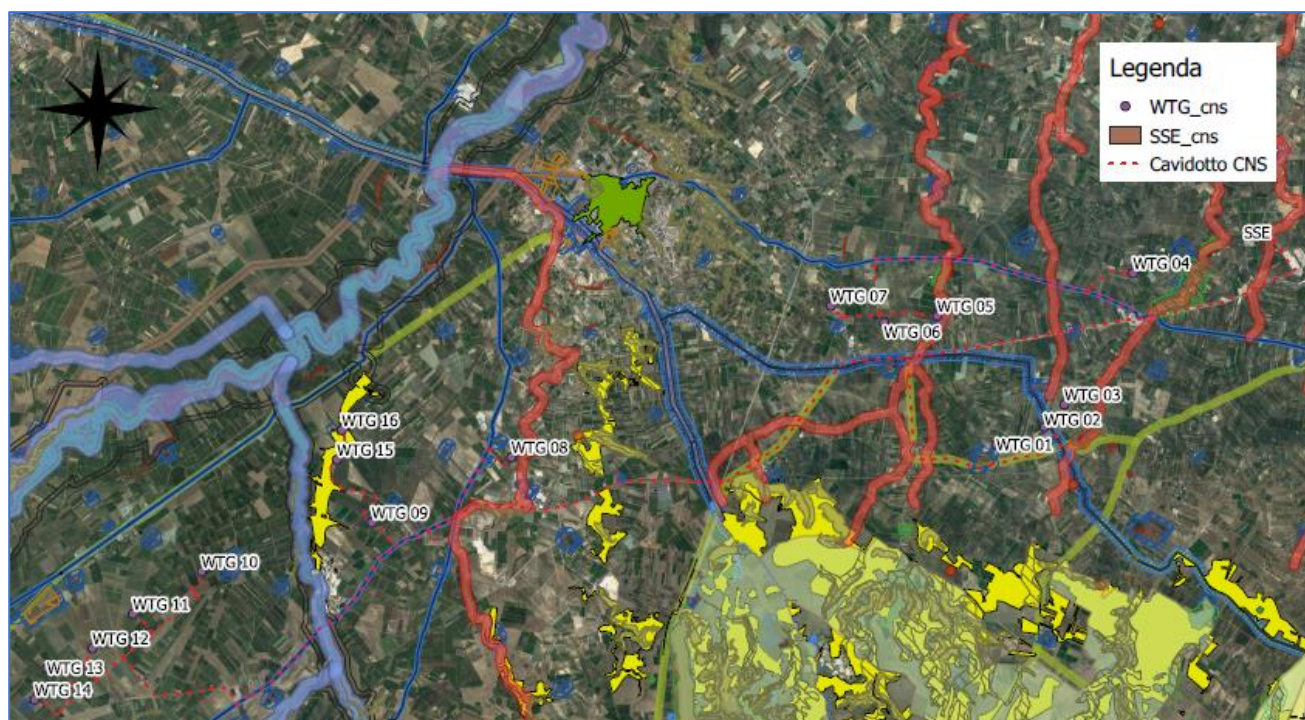 Legenda
WTG_cns
SSE_cns
Cavidotto CNS
SSE
WTG 04
WTG 07
WTG 05
WTG 06
WTG 03
WTG 02
WTG 16
WTG 08
WTG 01
WTG 15
WTG 09
WTG 10
WTG 11
WTG 12
WTG 13
WTG 14